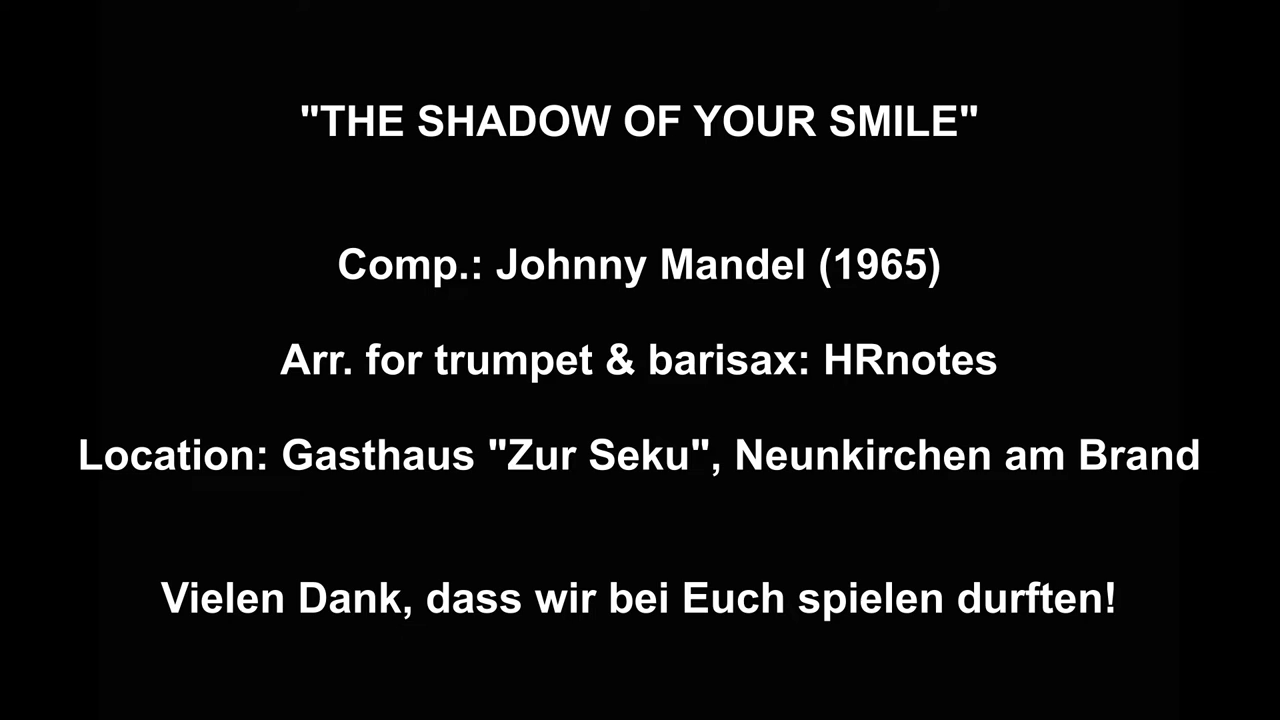 "THE SHADOW OF YOUR SMILE"
Comp.: Johnny Mandel (1965)
Arr. for trumpet & barisax: HRnotes
Location: Gasthaus "Zur Seku", Neunkirchen am Brand
Vielen Dank, dass wir bei Euch spielen durften!